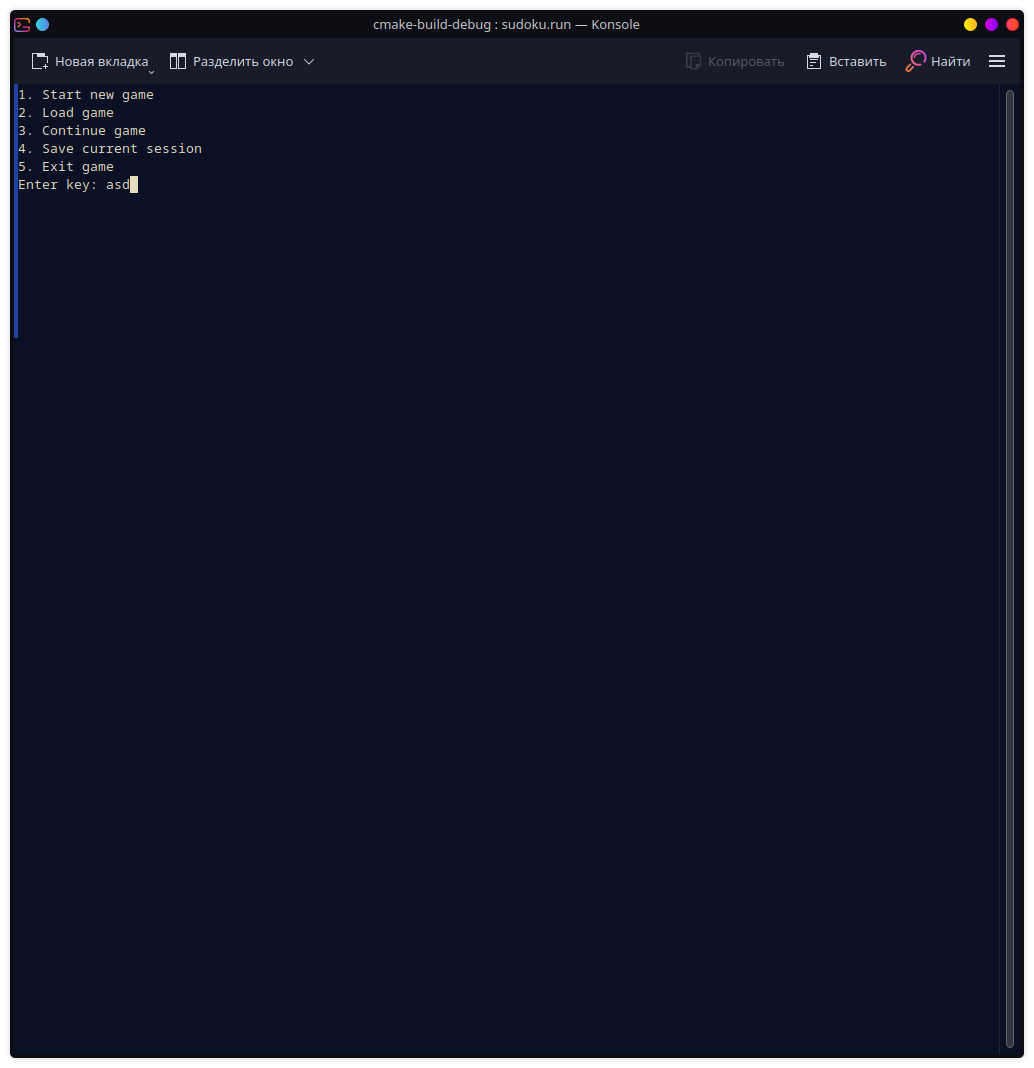 cmake-build-debug : sudoku.run — Konsole
Новая вкладка Разделить окно Копировать Вставить Найти
1. Start new game
2. Load game
3. Continue game
4. Save current session
5. Exit game
Enter key: asd